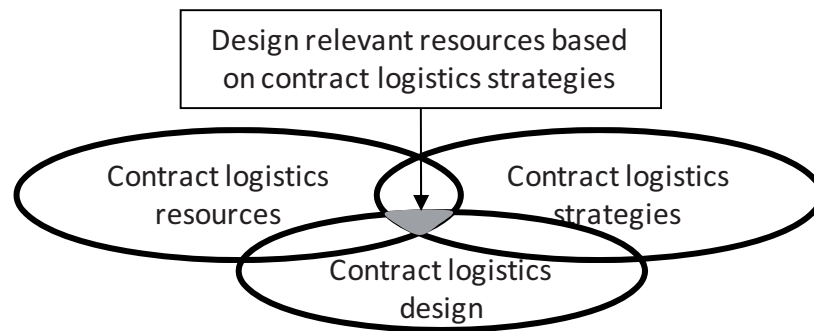 Design relevant resources based
on contract logistics strategies
Contract logistics
resources
Contract logistics
strategies
Contract logistics
design